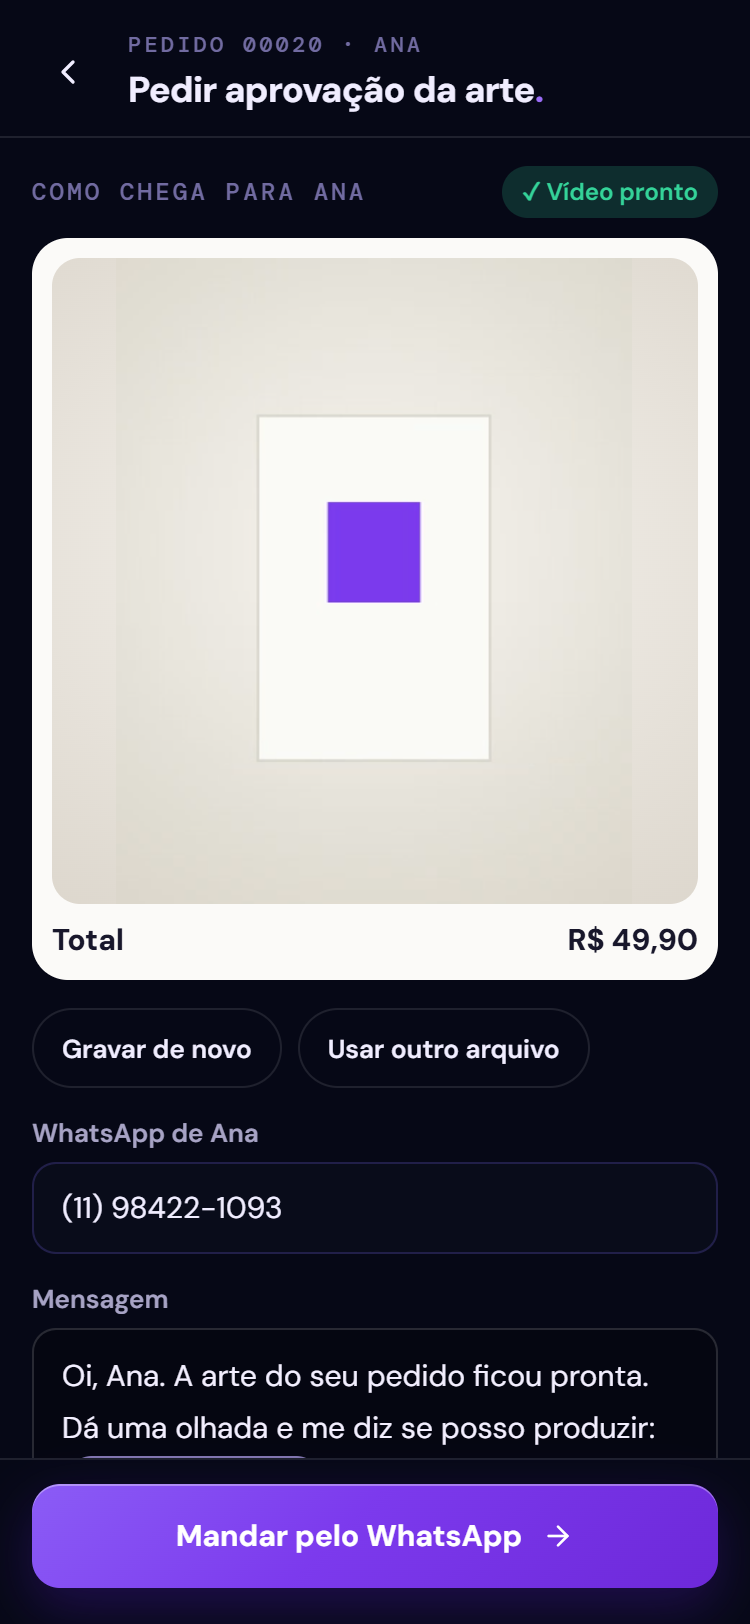 PEDIDO 00020 · ANA
Pedir aprovação da arte.
COMO CHEGA PARA ANA
✓ Vídeo pronto
Total
R$ 49,90
Gravar de novo
Usar outro arquivo
WhatsApp de Ana
(11) 98422-1093
Mensagem
Oi, Ana. A arte do seu pedido ficou pronta.
Dá uma olhada e me diz se posso produzir:
Mandar pelo WhatsApp →